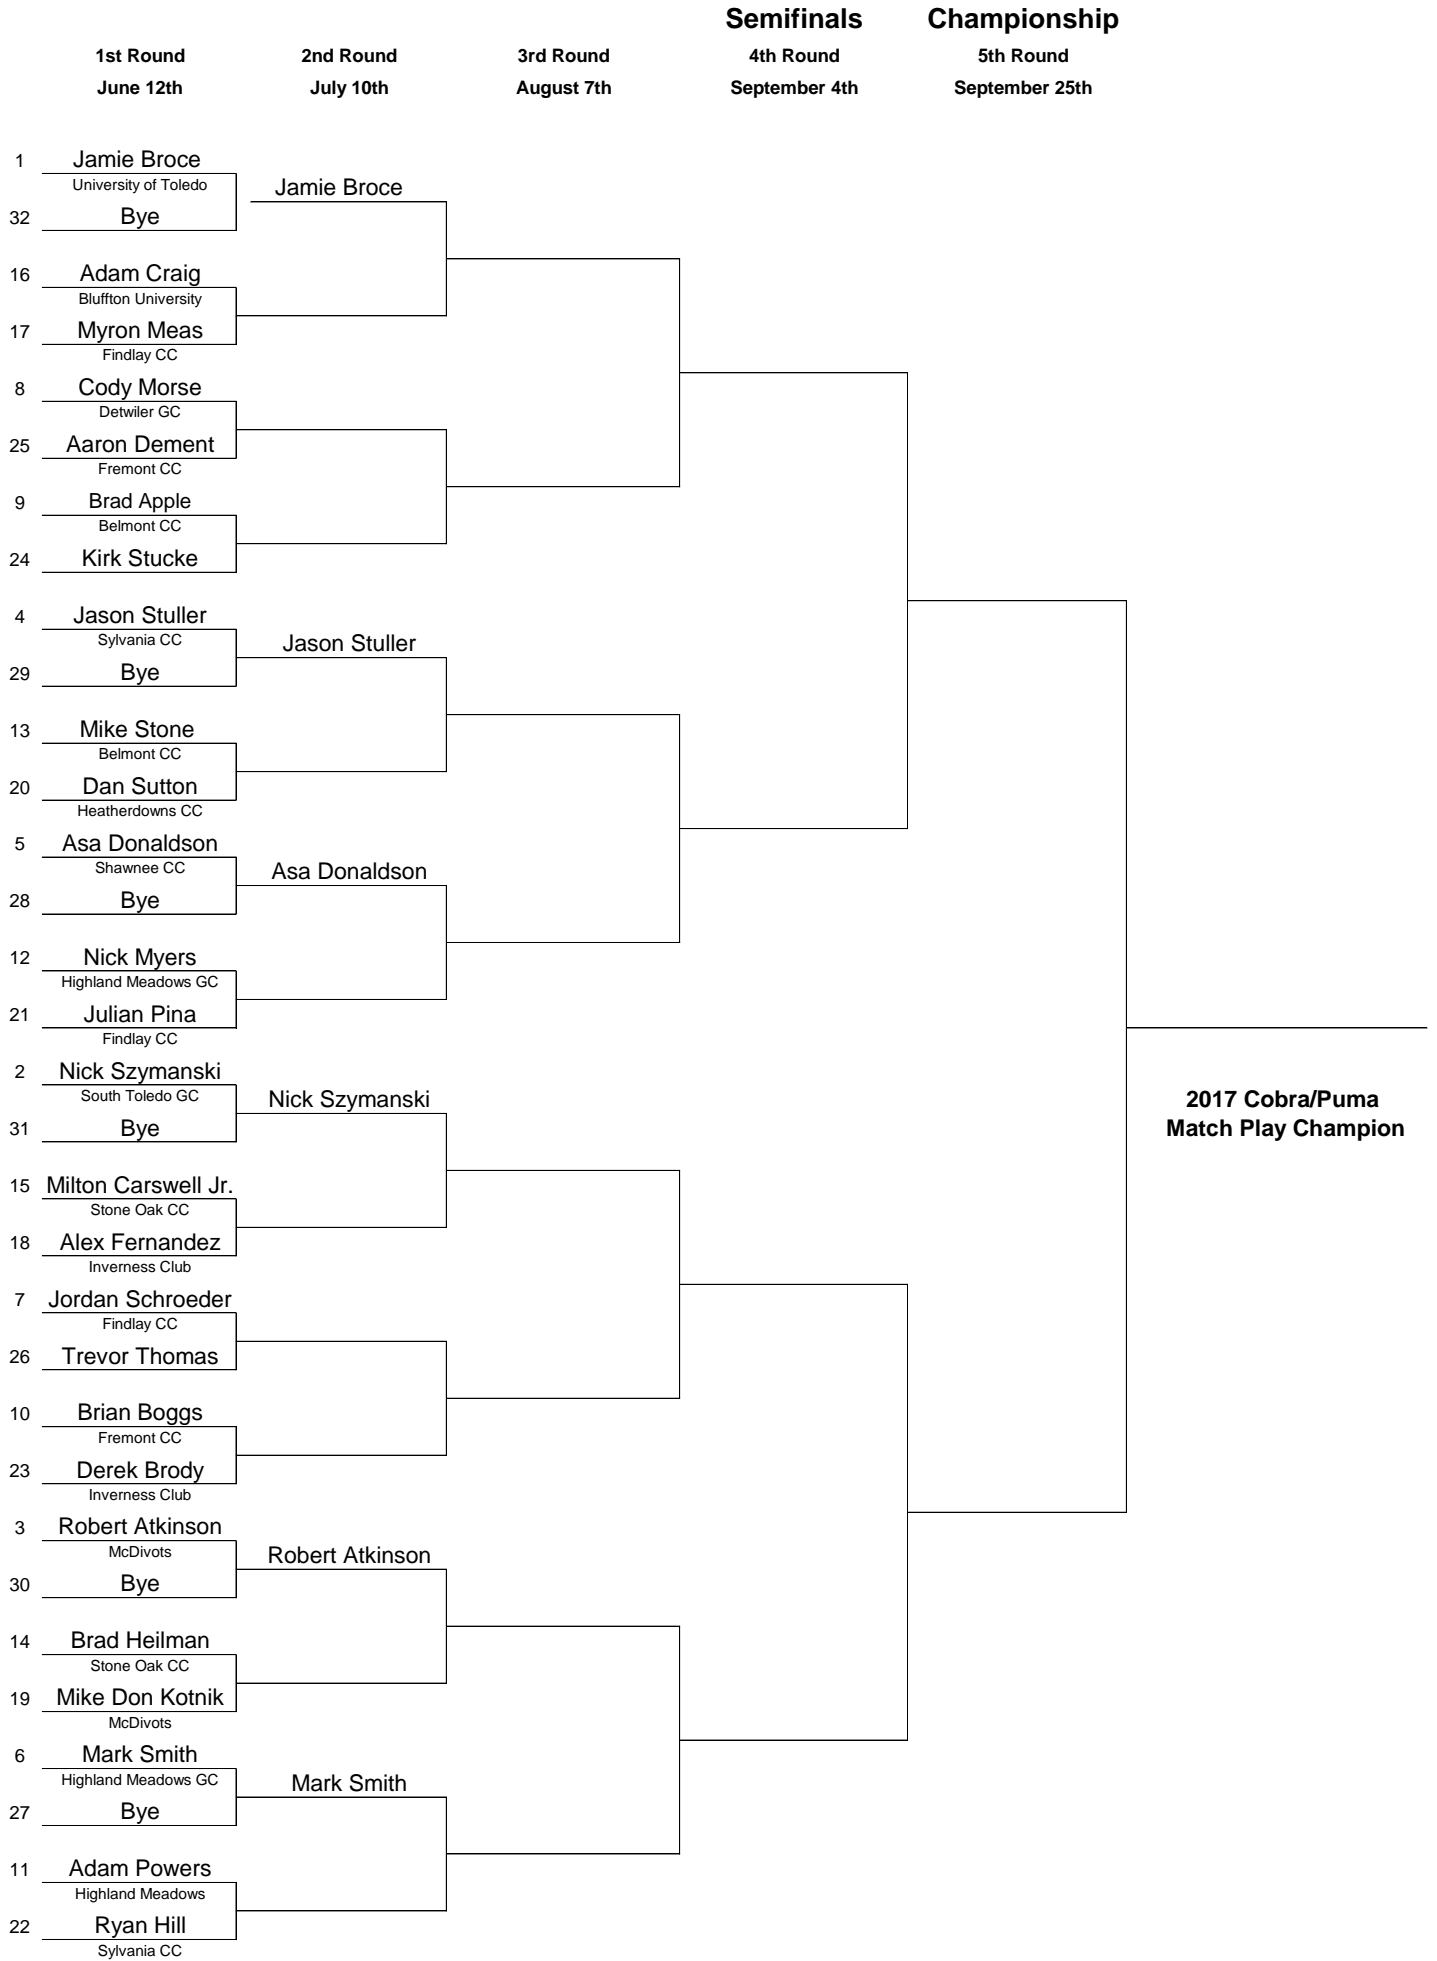 Semifinals Championship
1st Round 2nd Round 3rd Round 4th Round 5th Round
June 12th July 10th August 7th September 4th September 25th
1 Jamie Broce
University of Toledo
Jamie Broce
32 Bye
16 Adam Craig
Bluffton University
17 Myron Meas
Findlay CC
8 Cody Morse
Detwiler GC
25 Aaron Dement
Fremont CC
9 Brad Apple
Belmont CC
24 Kirk Stucke
4 Jason Stuller
Sylvania CC
Jason Stuller
29 Bye
13 Mike Stone
Belmont CC
20 Dan Sutton
Heatherdowns CC
5 Asa Donaldson
Shawnee CC
Asa Donaldson
28 Bye
12 Nick Myers
Highland Meadows GC
21 Julian Pina
Findlay CC
2 Nick Szymanski
South Toledo GC
Nick Szymanski
31 Bye
2017 Cobra/Puma
Match Play Champion
15 Milton Carswell Jr.
Stone Oak CC
18 Alex Fernandez
Inverness Club
7 Jordan Schroeder
Findlay CC
26 Trevor Thomas
10 Brian Boggs
Fremont CC
23 Derek Brody
Inverness Club
3 Robert Atkinson
McDivots
Robert Atkinson
30 Bye
14 Brad Heilman
Stone Oak CC
19 Mike Don Kotnik
McDivots
6 Mark Smith
Highland Meadows GC
Mark Smith
27 Bye
11 Adam Powers
Highland Meadows
22 Ryan Hill
Sylvania CC